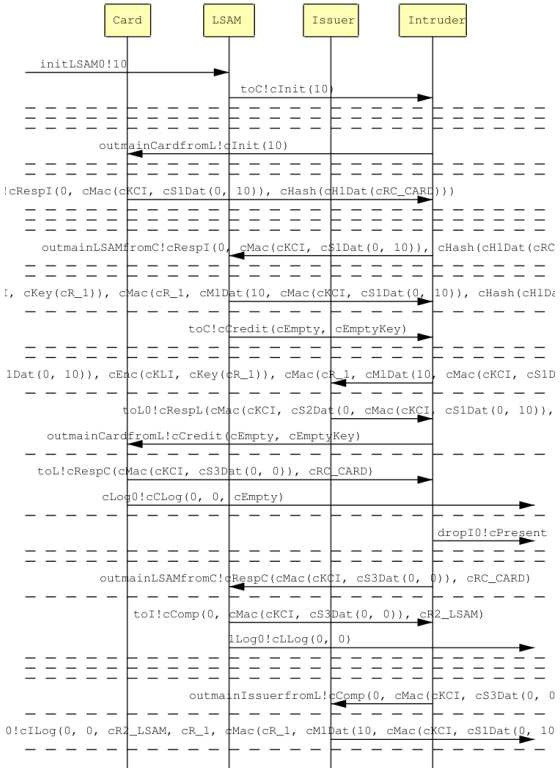 Card LSAM Issuer Intruder
initLSAM0!10
toC!cInit(10)
outmainCardfromL!cInit(10)
!cRespI(0, cMac(cKCI, cS1Dat(0, 10)), cHash(cH1Dat(cRC_CARD)))
outmainLSAMfromC!cRespI(0, cMac(cKCI, cS1Dat(0, 10)), cHash(cH1Dat(cRC
I, cKey(cR_1)), cMac(cR_1, cM1Dat(10, cMac(cKCI, cS1Dat(0, 10)), cHash(cH1Da
toC!cCredit(cEmpty, cEmptyKey)
1Dat(0, 10)), cEnc(cKLI, cKey(cR_1)), cMac(cR_1, cM1Dat(10, cMac(cKCI, cS1D
toL0!cRespL(cMac(cKCI, cS2Dat(0, cMac(cKCI, cS1Dat(0, 10)),
outmainCardfromL!cCredit(cEmpty, cEmptyKey)
toL!cRespC(cMac(cKCI, cS3Dat(0, 0)), cRC_CARD)
cLog0!cCLog(0, 0, cEmpty)
dropI0!cPresent
outmainLSAMfromC!cRespC(cMac(cKCI, cS3Dat(0, 0)), cRC_CARD)
toI!cComp(0, cMac(cKCI, cS3Dat(0, 0)), cR2_LSAM)
lLog0!cLLog(0, 0)
outmainIssuerfromL!cComp(0, cMac(cKCI, cS3Dat(0, 0
0!cILog(0, 0, cR2_LSAM, cR_1, cMac(cR_1, cM1Dat(10, cMac(cKCI, cS1Dat(0, 10